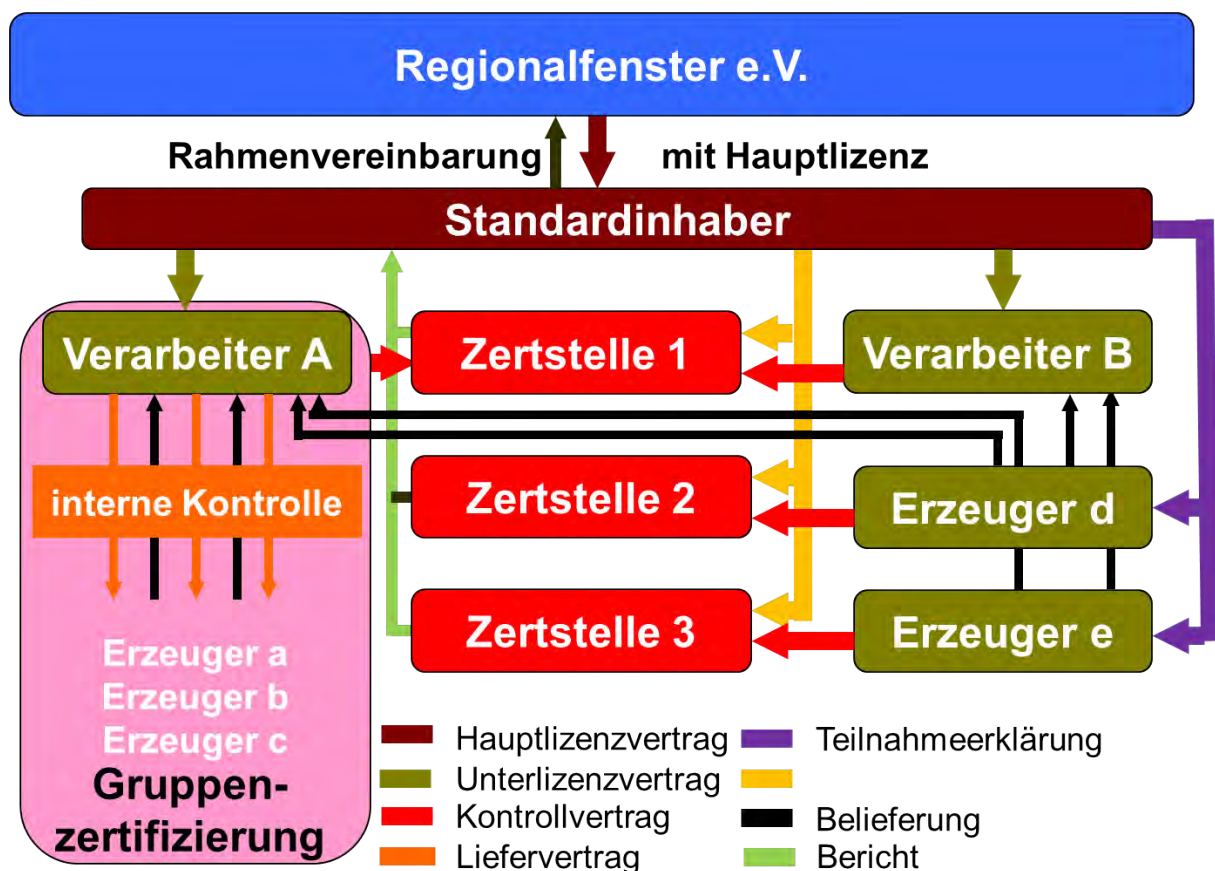 Regionalfenster e.V.
Rahmenvereinbarung mit Hauptlizenz
Standardinhaber
Verarbeiter A
Zertstelle 1
Verarbeiter B
interne Kontrolle
Zertstelle 2
Erzeuger d
Zertstelle 3
Erzeuger e
Erzeuger a
Erzeuger b
Erzeuger c
Gruppen-
zertifizierung
Hauptlizenzvertrag
Teilnahmeerklärung
Unterlizenzvertrag
Kontrollvertrag
Belieferung
Liefervertrag
Bericht